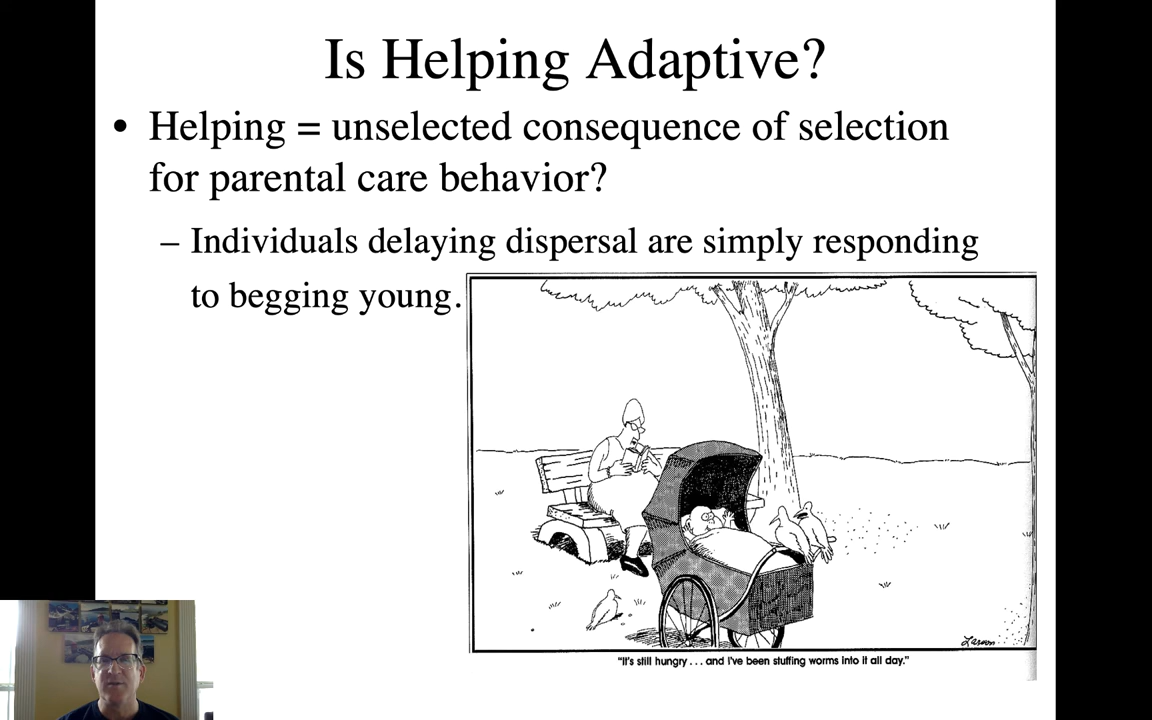 Is Helping Adaptive?
• Helping = unselected consequence of selection
for parental care behavior?
– Individuals delaying dispersal are simply responding
to begging young.
Larson
"It's still hungry . . . and I've been stuffing worms into it all day."